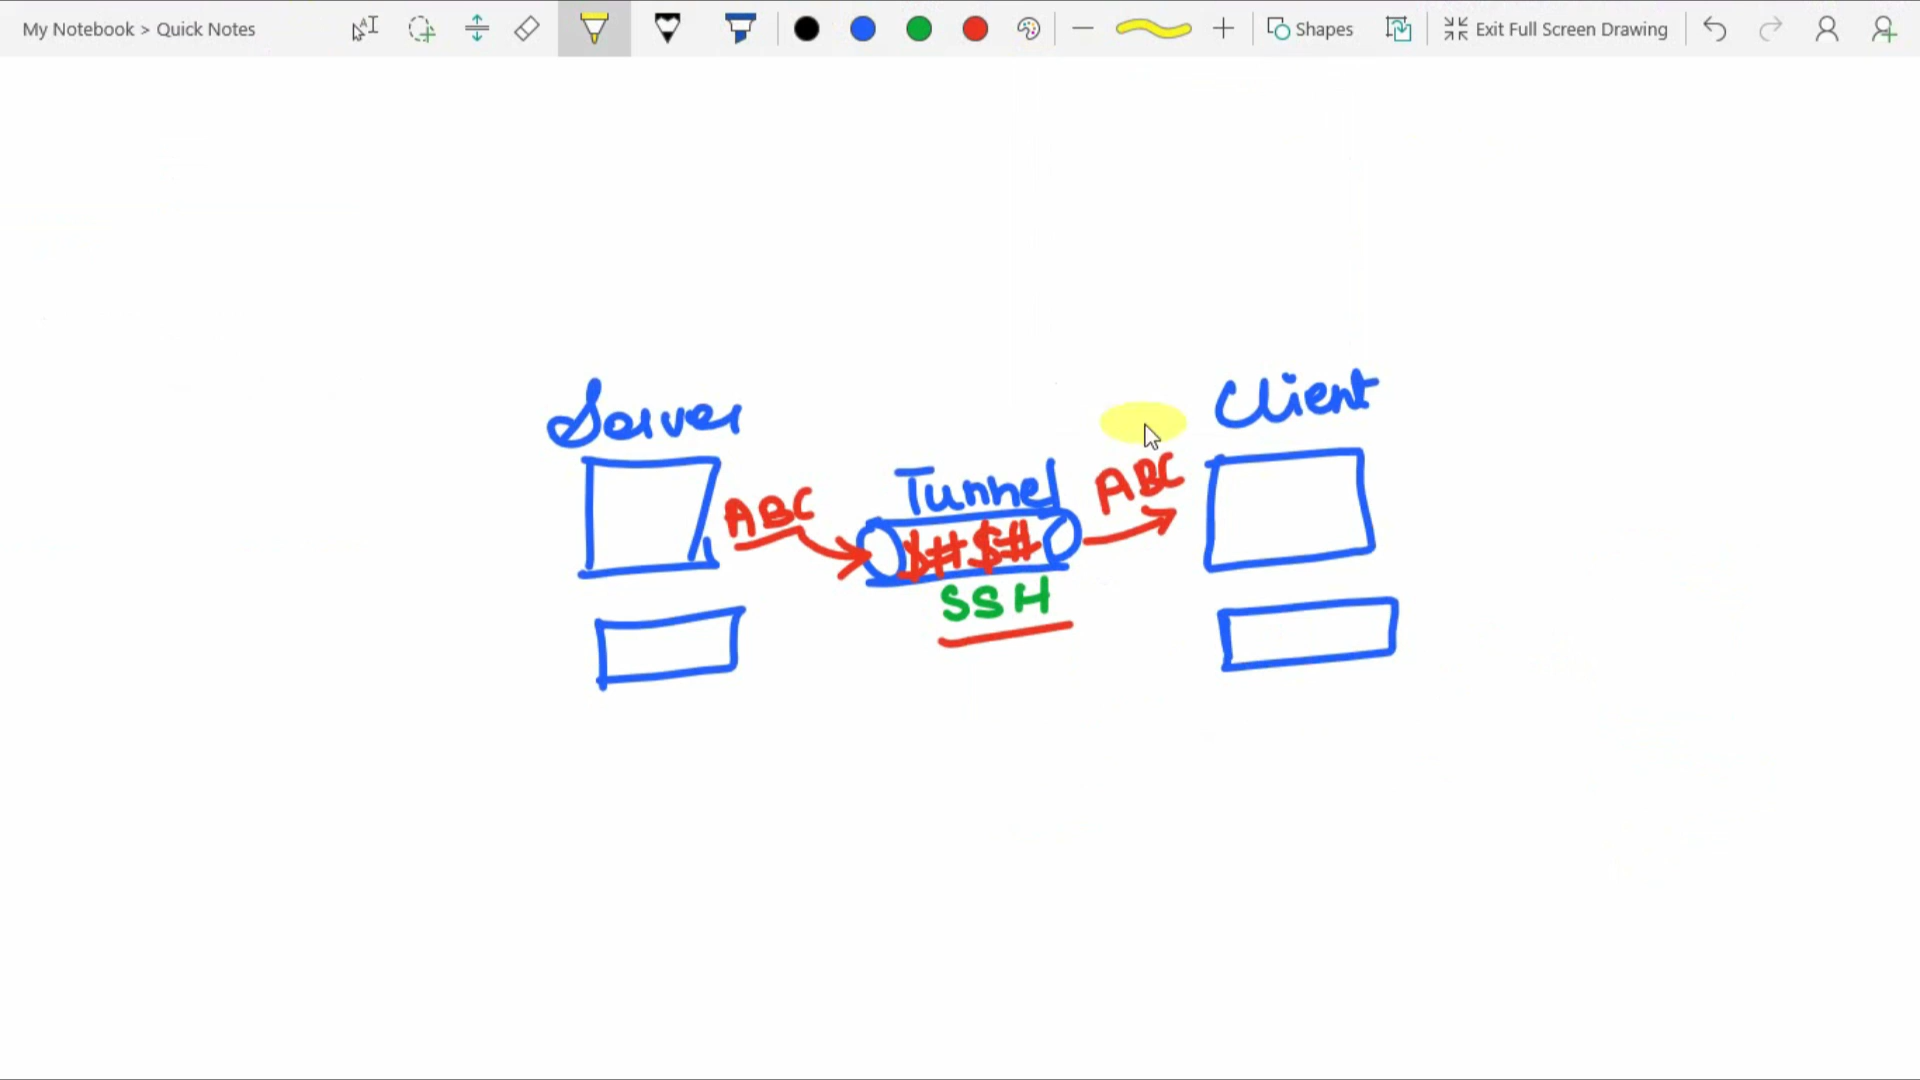 My Notebook > Quick Notes
Shapes
Exit Full Screen Drawing
Server
Client
Tunnel
ABC
ABC
$#$#
SSH